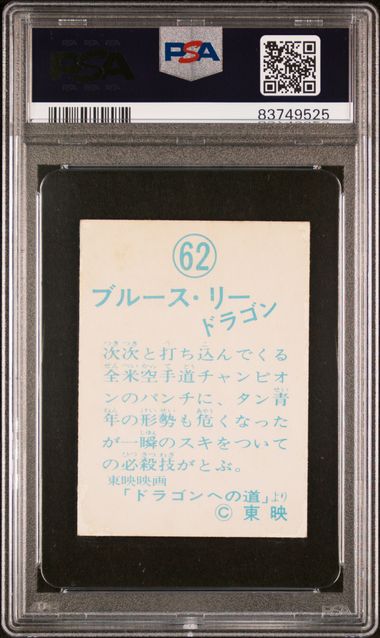 PSA
PSA
83749525
62
ブルース・リー
ドラゴン
次次と打ち込んでくる
全米空手道チャンピオ
ンのパンチに、タン青
年の形勢も危くなった
が一瞬のスキをついて
の必殺技がとぶ。
東映映画
「ドラゴンへの道」より
© 東映